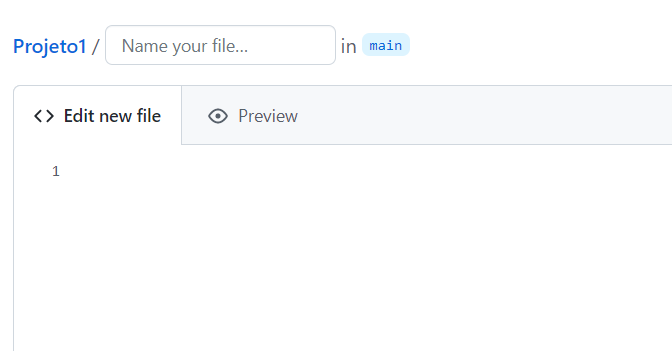 Projeto1 / Name your file... in main
<> Edit new file Preview
1